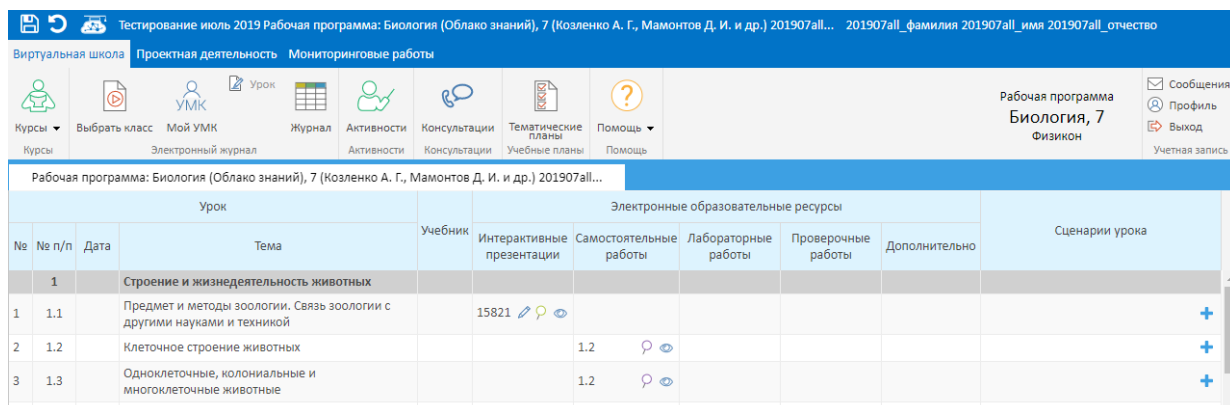 Тестирование июль 2019 Рабочая программа: Биология (Облако знаний), 7 (Козленко А. Г., Мамонтов Д. И. и др.) 201907all... 201907all_фамилия 201907all_имя 201907all_отчество
Виртуальная школа Проектная деятельность Мониторинговые работы
УМК
Урок
Курсы Выбрать класс Мой УМК Журнал Активности Консультации Тематические планы Помощь
Курсы Электронный журнал Активности Консультации Учебные планы Помощь
Рабочая программа
Биология, 7
Физикон
Сообщения
Профиль
Выход
Учетная запись
Рабочая программа: Биология (Облако знаний), 7 (Козленко А. Г., Мамонтов Д. И. и др.) 201907all...
Урок Учебник Электронные образовательные ресурсы Сценарии урока
№ № п/п Дата Тема Интерактивные презентации Самостоятельные работы Лабораторные работы Проверочные работы Дополнительно
1 Строение и жизнедеятельность животных
1 1.1 Предмет и методы зоологии. Связь зоологии с
другими науками и техникой 15821
2 1.2 Клеточное строение животных 1.2
3 1.3 Одноклеточные, колониальные и
многоклеточные животные 1.2